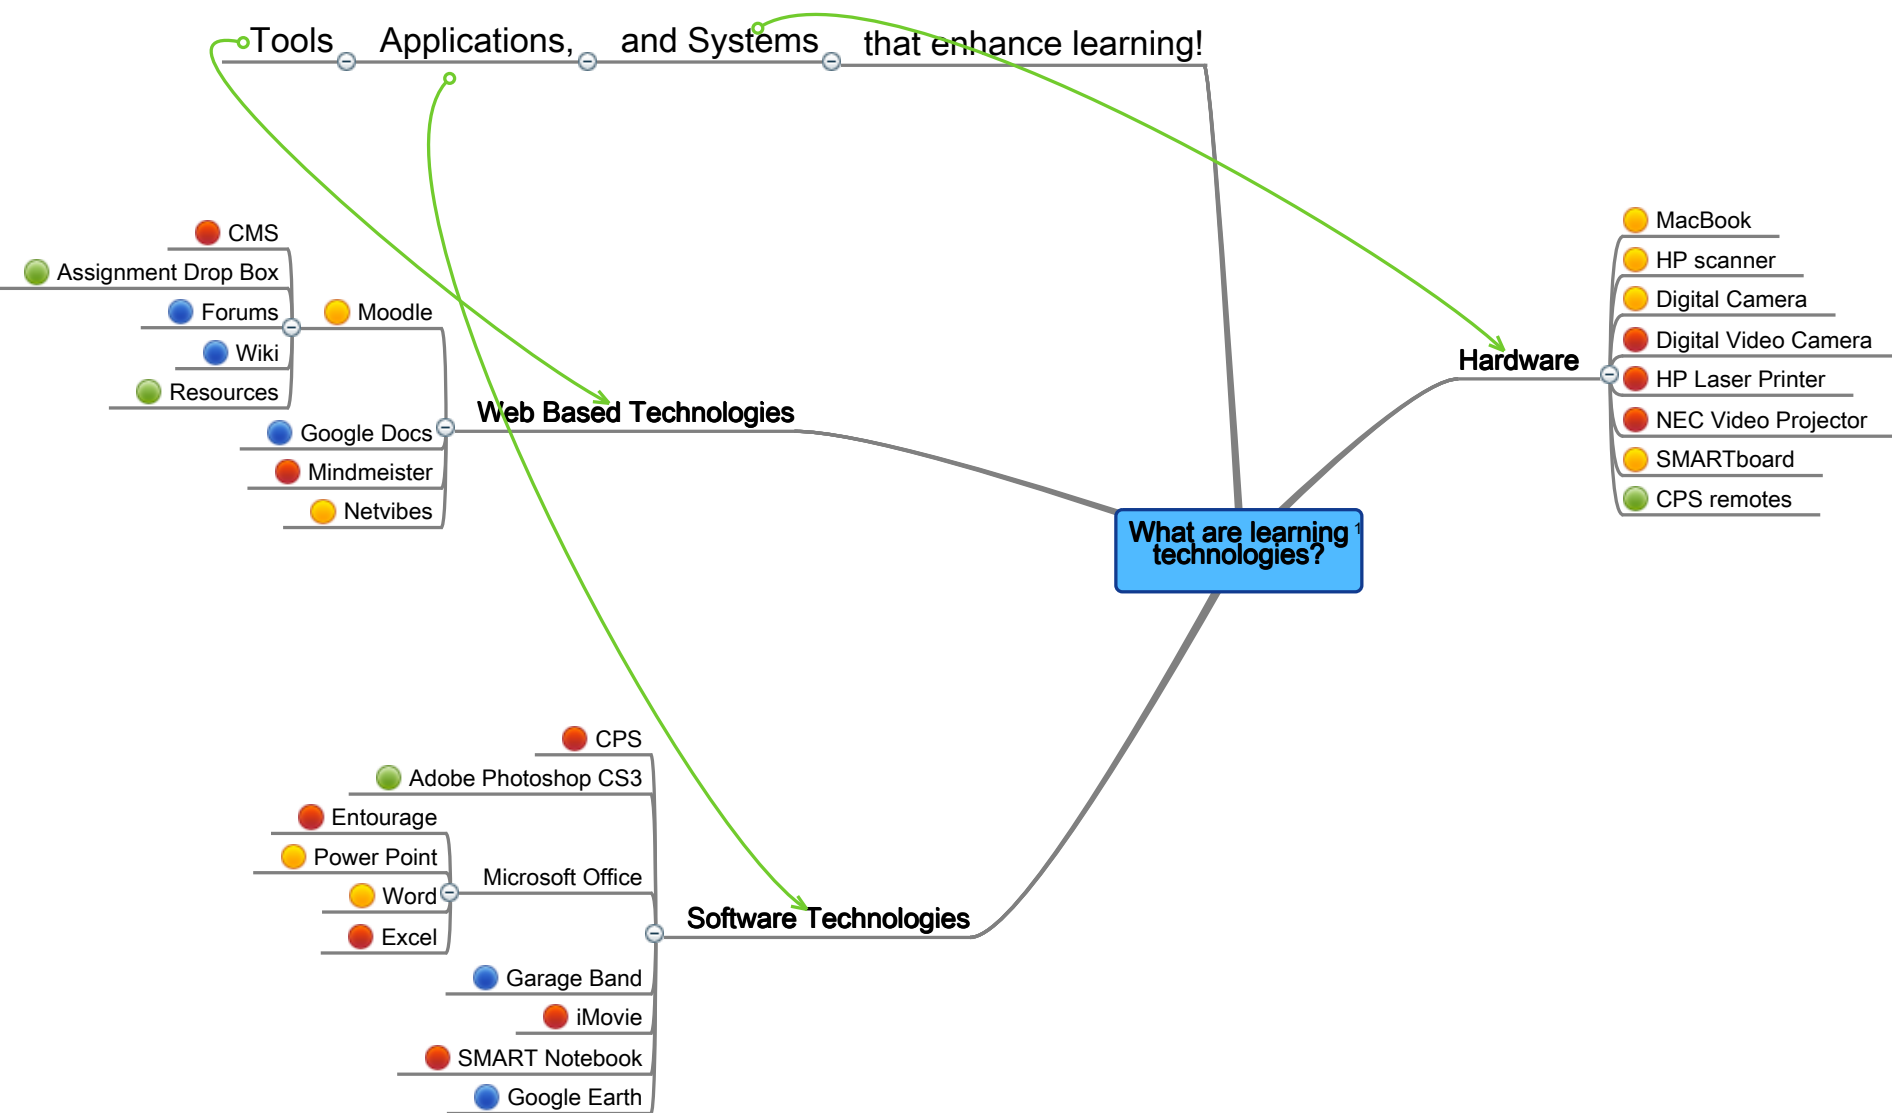 Tools
Applications,
and Systems
that enhance learning!
CMS
Assignment Drop Box
Forums
Wiki
Resources
Moodle
Google Docs
Mindmeister
Netvibes
Web Based Technologies
Hardware
MacBook
HP scanner
Digital Camera
Digital Video Camera
HP Laser Printer
NEC Video Projector
SMARTboard
CPS remotes
What are learning 1
technologies?
CPS
Adobe Photoshop CS3
Entourage
Power Point
Word
Excel
Microsoft Office
Software Technologies
Garage Band
iMovie
SMART Notebook
Google Earth